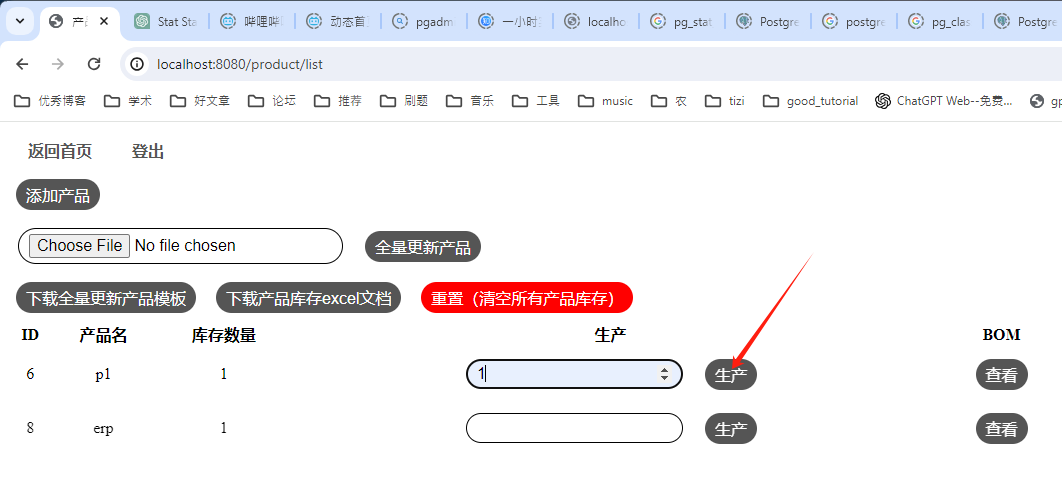 产品 Stat Sta 哔哩哔哩 动态首页 pgadm 一小时 localho pg_stat Postgre postgre pg_clas Postgre
localhost:8080/product/list
优秀博客 学术 好文章 论坛 推荐 刷题 音乐 工具 music 农 tizi good_tutorial ChatGPT Web--免费... gp
返回首页 登出
添加产品
Choose File No file chosen 全量更新产品
下载全量更新产品模板 下载产品库存excel文档 重置（清空所有产品库存）
ID 产品名 库存数量 生产 BOM
6 p1 1 1 生产 查看
8 erp 1 生产 查看